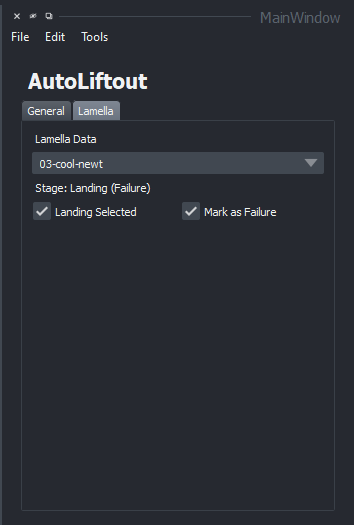 MainWindow
File Edit Tools
AutoLiftout
General Lamella
Lamella Data
03-cool-newt
Stage: Landing (Failure)
Landing Selected Mark as Failure